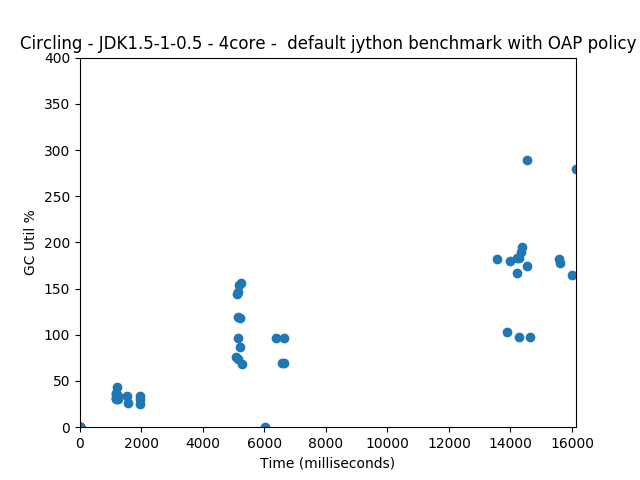 Circling - JDK1.5-1-0.5 - 4core -  default jython benchmark with OAP policy
400
350
300
250
200
150
100
50
0
GC Util %
0 2000 4000 6000 8000 10000 12000 14000 16000
Time (milliseconds)